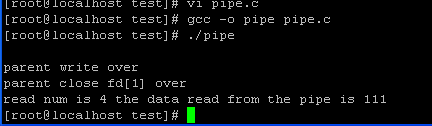 [root@localhost test]# vi pipe.c
[root@localhost test]# gcc -o pipe pipe.c
[root@localhost test]# ./pipe
parent write over
parent close fd[1] over
read num is 4 the data read from the pipe is 111
[root@localhost test]#